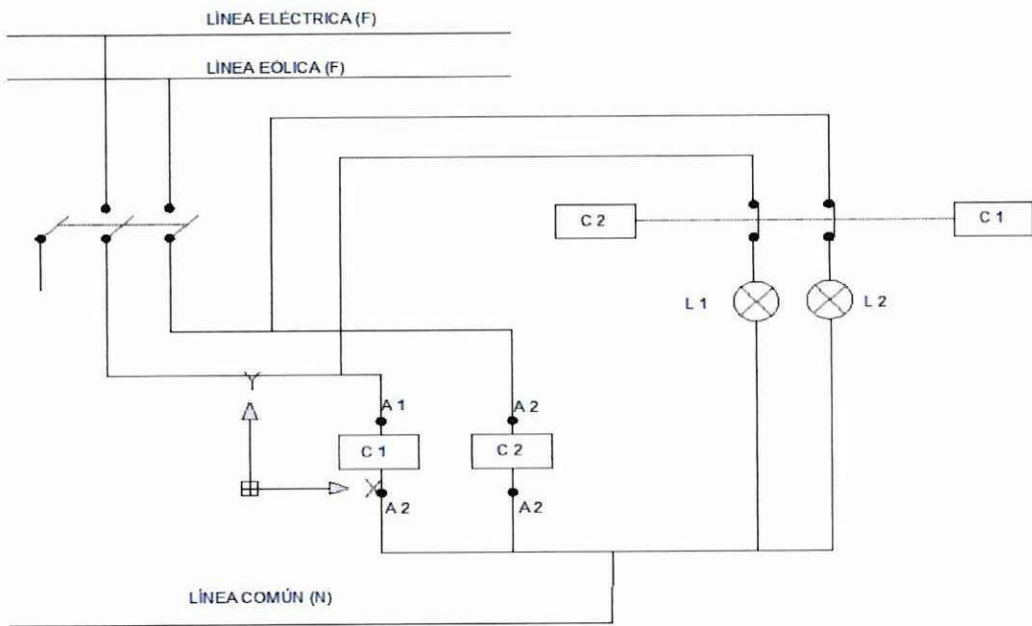 LÍNEA ELÉCTRICA (F)
LÍNEA EÓLICA (F)
C 2
C 1
L 1
L 2
Y
A 1
A 2
C 1
C 2
X
A 2
A 2
LÍNEA COMÚN (N)